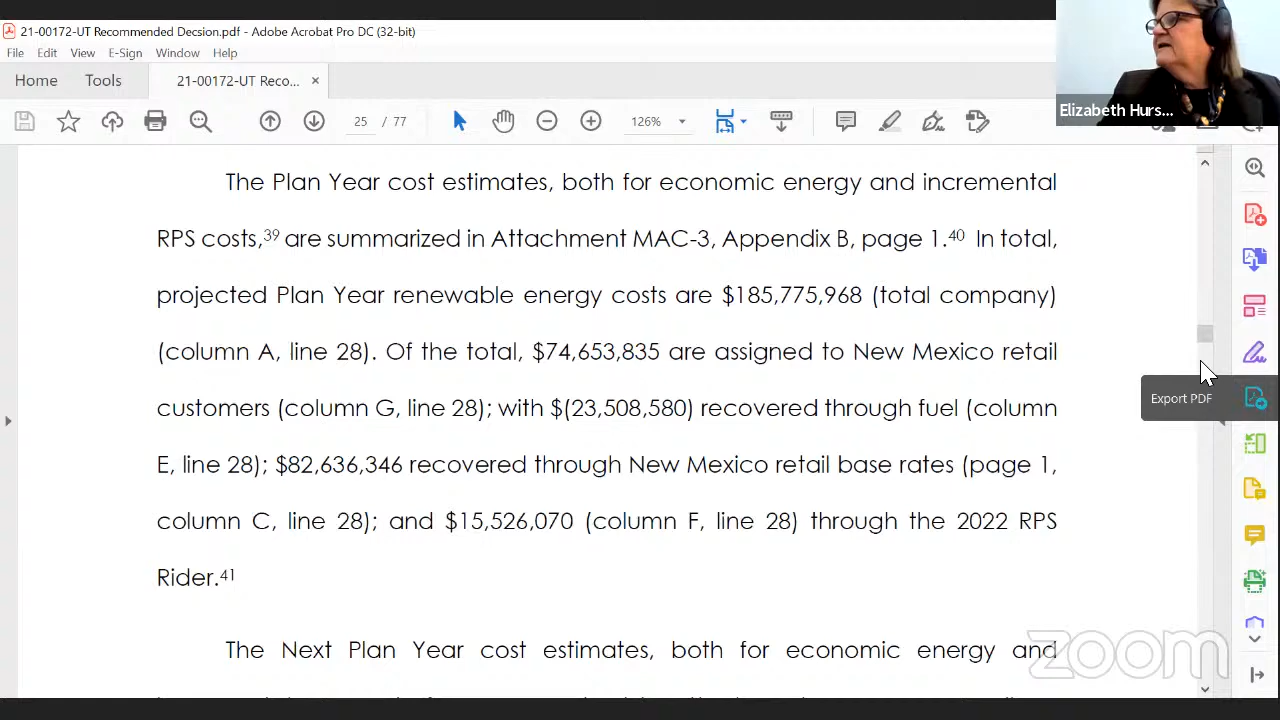 21-00172-UT Recommended Decsion.pdf - Adobe Acrobat Pro DC (32-bit)
File Edit View E-Sign Window Help
Home Tools 21-00172-UT Reco... ×
25 / 77 126%
Elizabeth Hurs...
The Plan Year cost estimates, both for economic energy and incremental
RPS costs,39 are summarized in Attachment MAC-3, Appendix B, page 1.40 In total,
projected Plan Year renewable energy costs are $185,775,968 (total company)
(column A, line 28). Of the total, $74,653,835 are assigned to New Mexico retail
customers (column G, line 28); with $(23,508,580) recovered through fuel (column
E, line 28); $82,636,346 recovered through New Mexico retail base rates (page 1,
column C, line 28); and $15,526,070 (column F, line 28) through the 2022 RPS
Rider.41
Export PDF
The Next Plan Year cost estimates, both for economic energy and
zoom